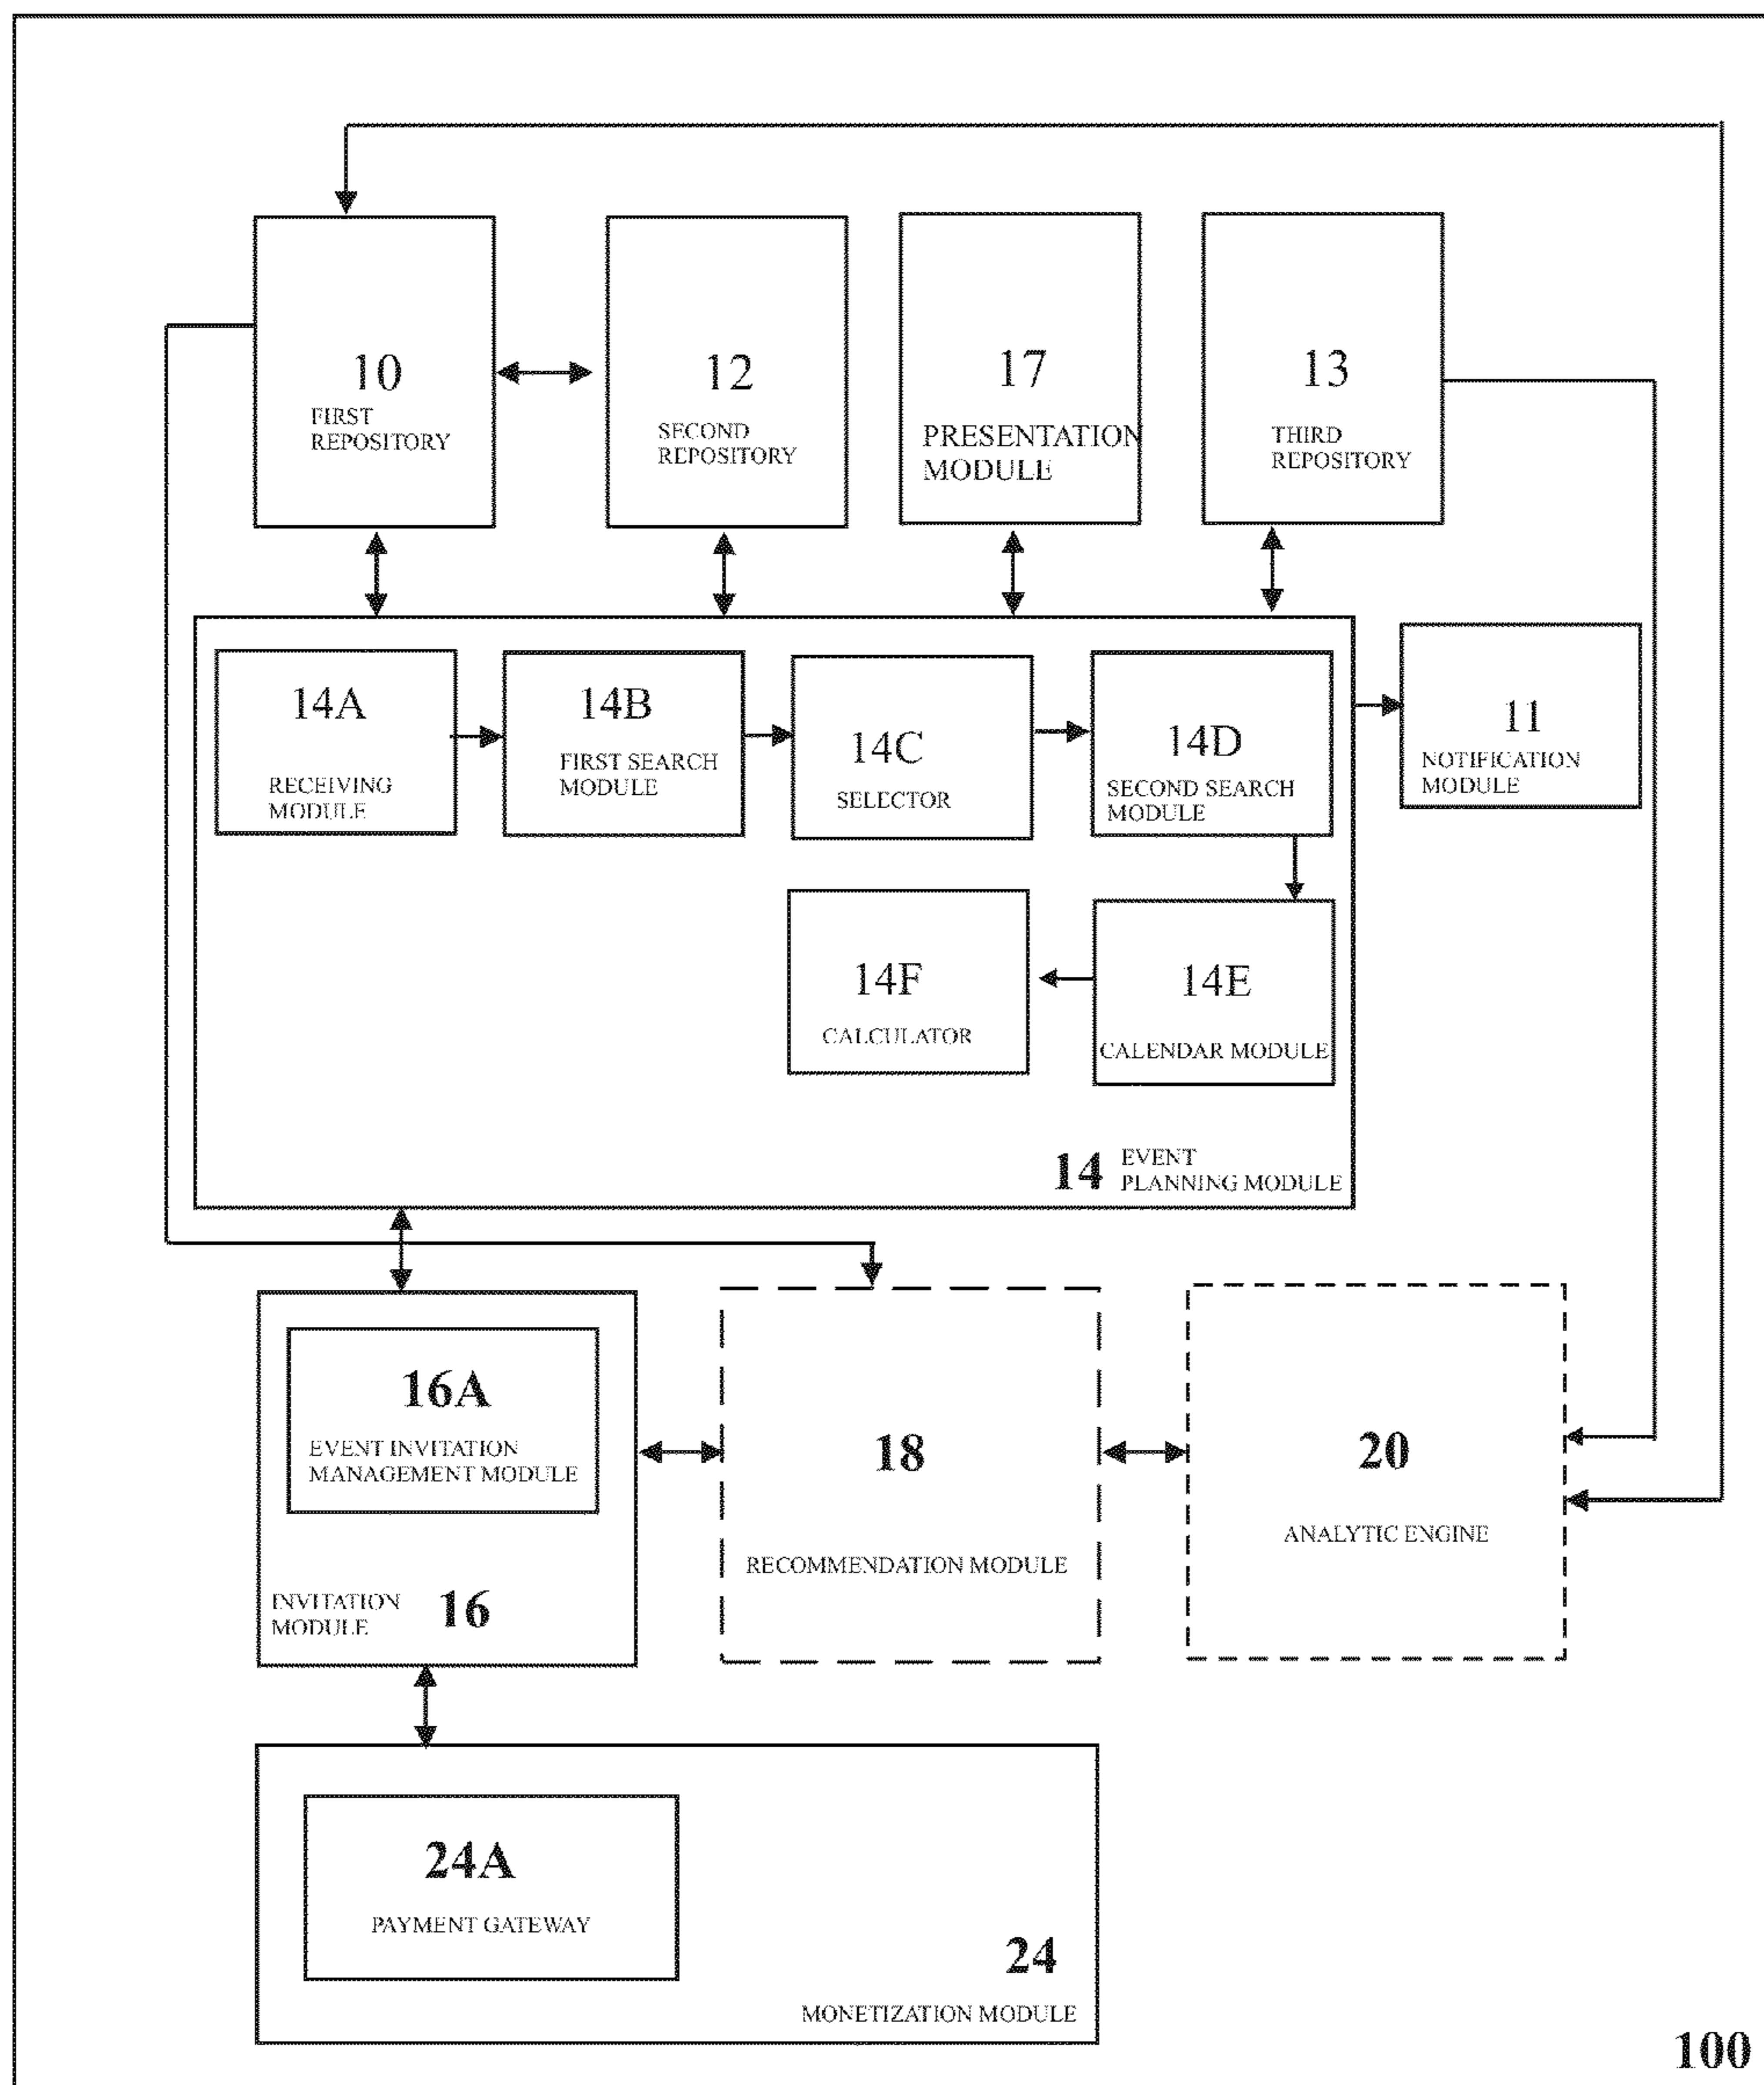 10
FIRST
REPOSITORY
12
SECOND
REPOSITORY
17
PRESENTATION
MODULE
13
THIRD
REPOSITORY
14A
RECEIVING
MODULE
14B
FIRST SEARCH
MODULE
14C
SELECTOR
14D
SECOND SEARCH
MODULE
11
NOTIFICATION
MODULE
14F
CALCULATOR
14E
CALENDAR MODULE
14 EVENT
PLANNING MODULE
16A
EVENT INVITATION
MANAGEMENT MODULE
INVITATION
MODULE
16
18
RECOMMENDATION MODULE
20
ANALYTIC ENGINE
24A
PAYMENT GATEWAY
24
MONETIZATION MODULE
100